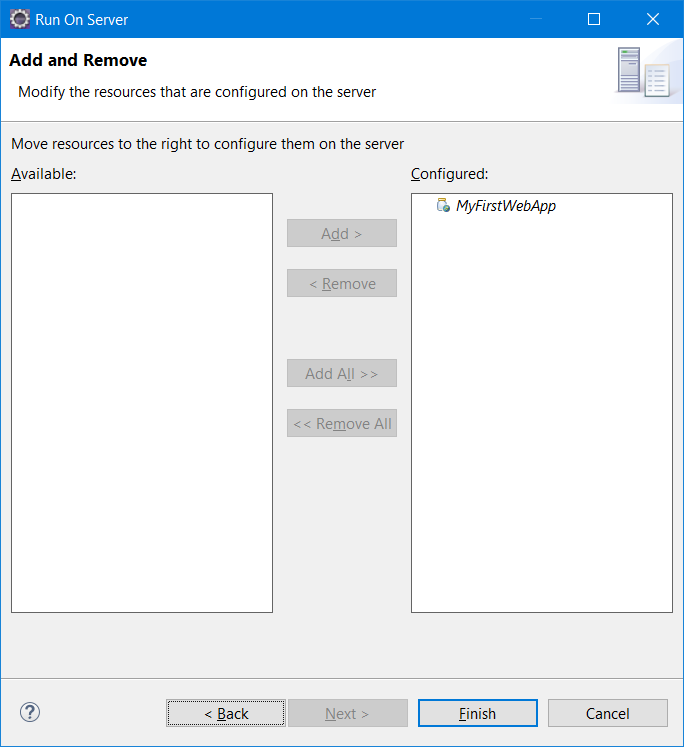 Run On Server
Add and Remove
Modify the resources that are configured on the server
Move resources to the right to configure them on the server
Available:
Configured:
MyFirstWebApp
Add >
< Remove
Add All >>
<< Remove All
?
< Back
Next >
Finish
Cancel